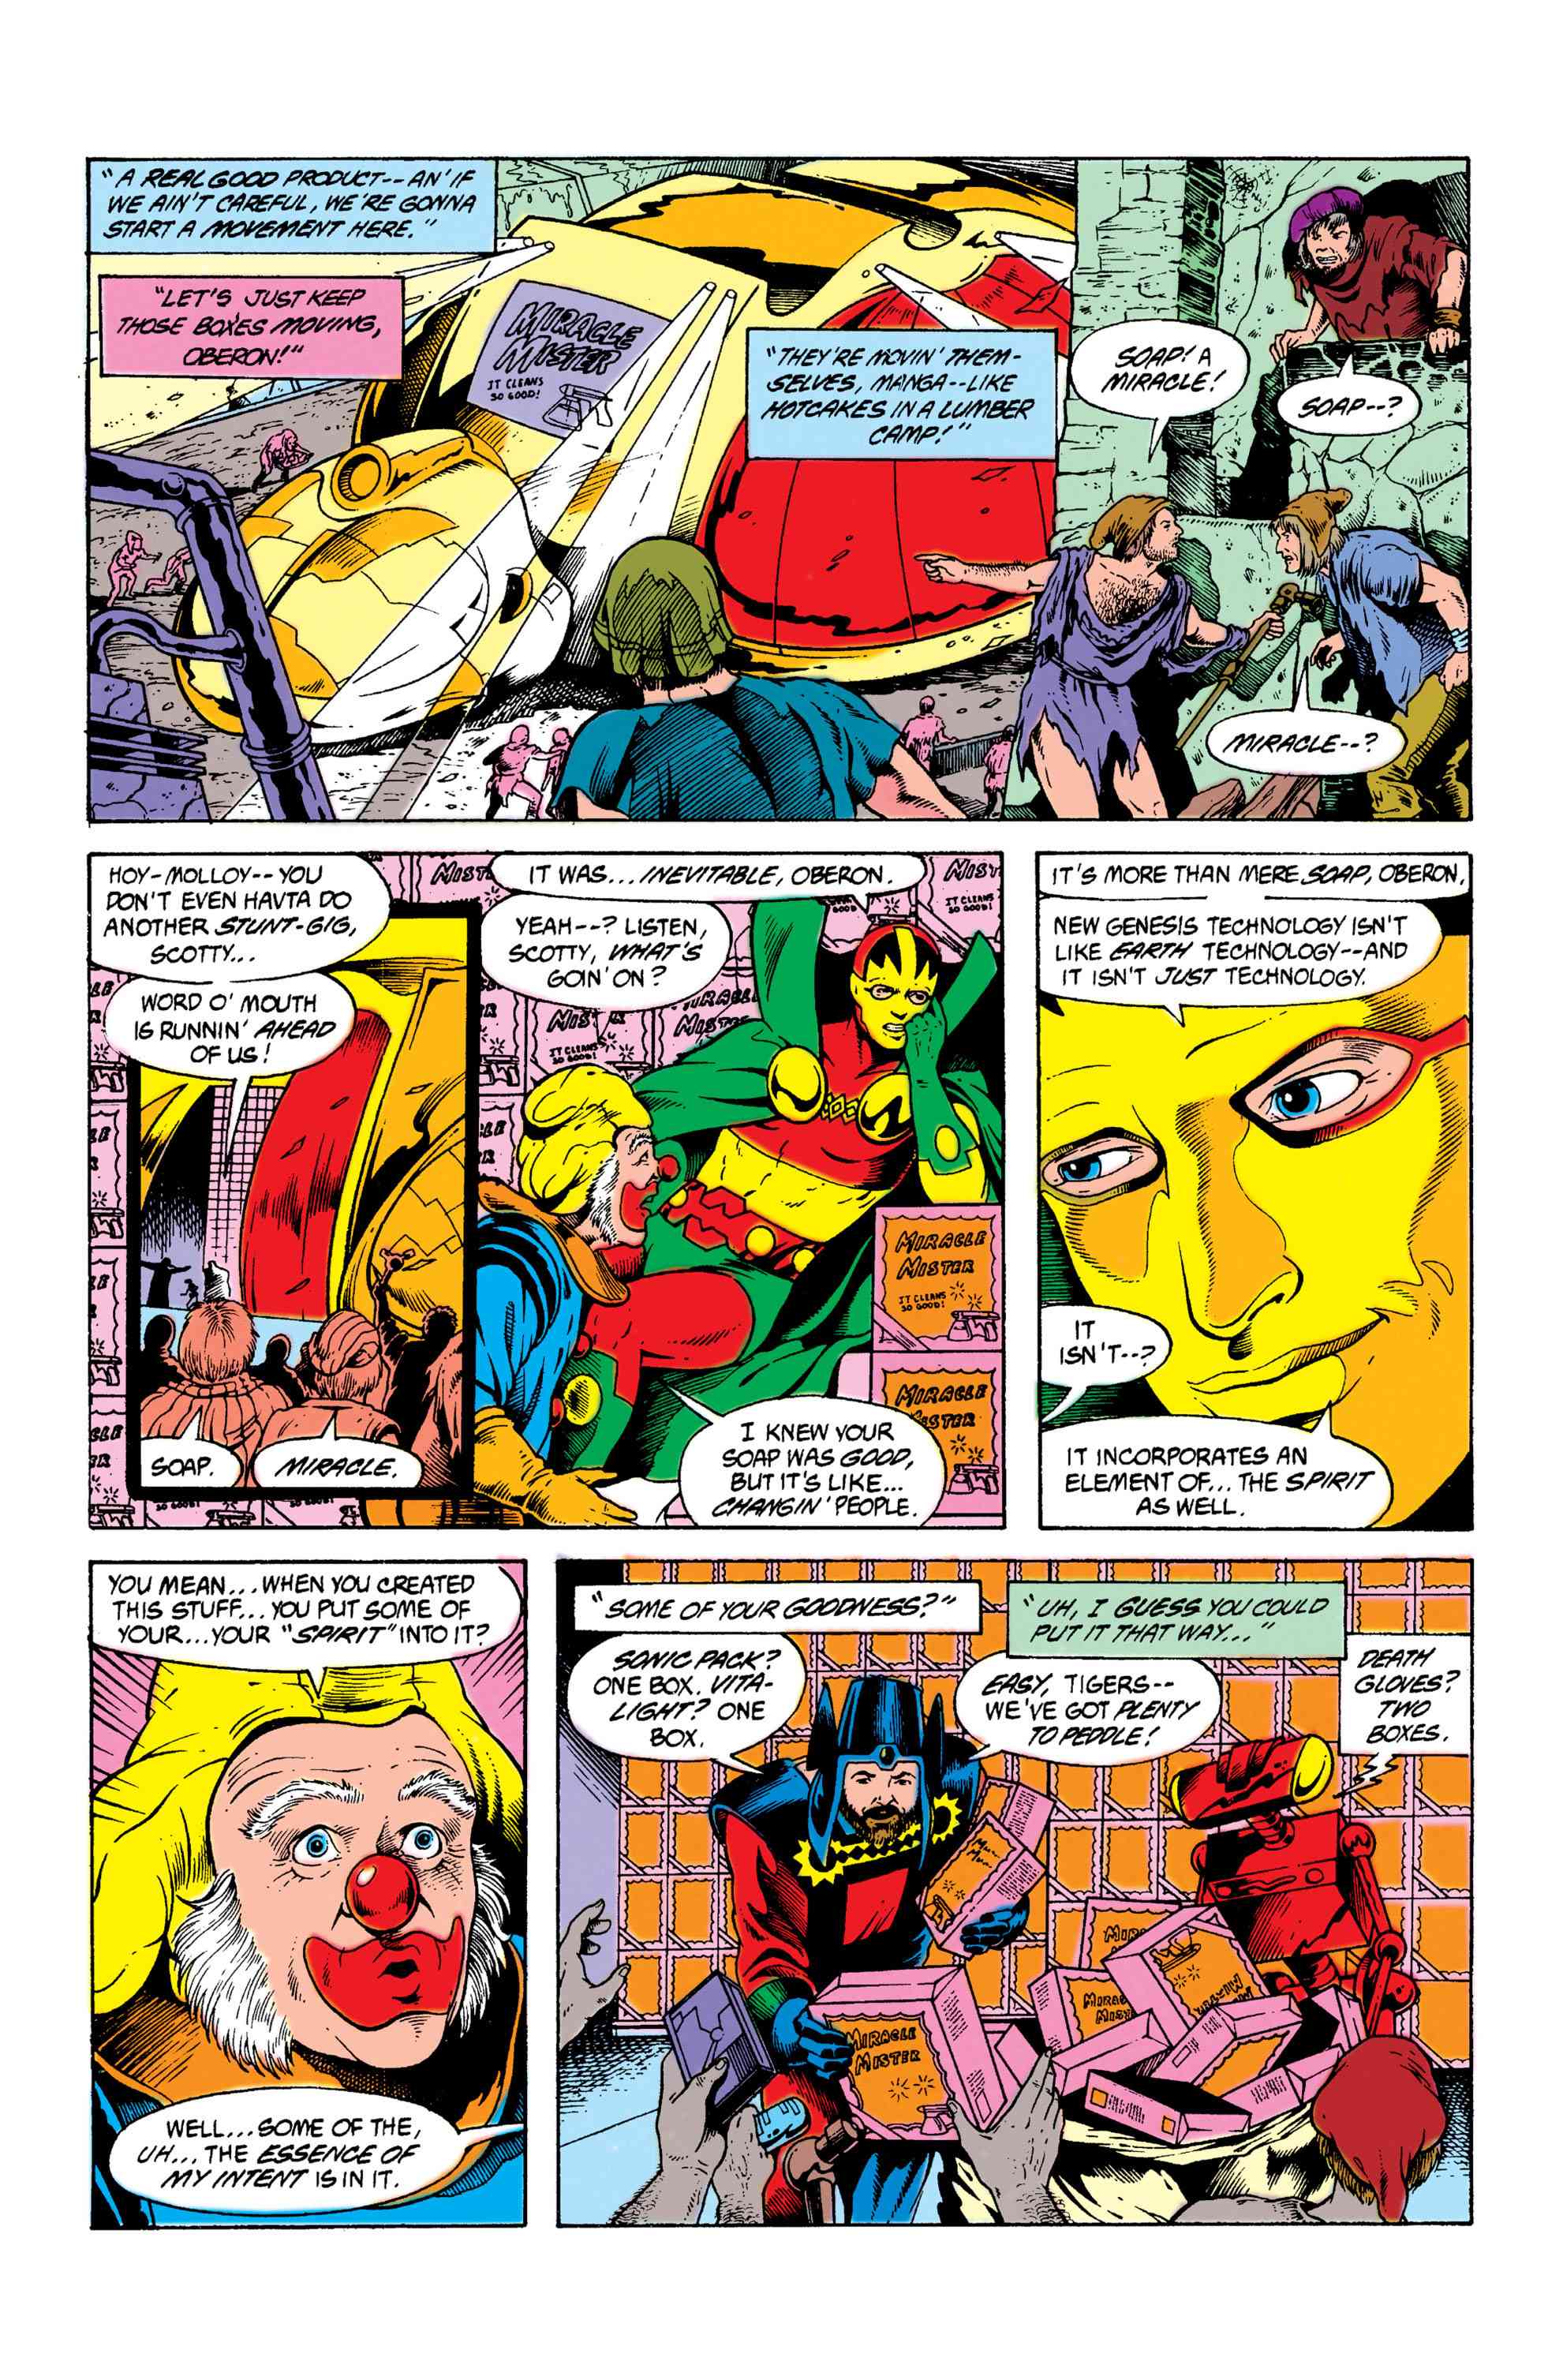 "A REAL GOOD PRODUCT--AN' IF
WE AIN'T CAREFUL, WE'RE GONNA
START A MOVEMENT HERE."
"LET'S JUST KEEP
THOSE BOXES MOVING,
OBERON!"
MIRACLE
MISTER
IT CLEANS
SO GOOD!
"THEY'RE MOVIN' THEM-
SELVES, MANGA--LIKE
HOTCAKES IN A LUMBER
CAMP!"
SOAP! A
MIRACLE!
SOAP--?
MIRACLE--?
HOY-MOLLOY--YOU
DON'T EVEN HAVTA DO
ANOTHER STUNT-GIG,
SCOTTY...
WORD O' MOUTH
IS RUNNIN' AHEAD
OF US!
SOAP.
MIRACLE.
IT WAS...INEVITABLE, OBERON.
YEAH--? LISTEN,
SCOTTY, WHAT'S
GOIN' ON?
MIRACLE
MISTER
IT CLEANS
SO GOOD!
MIRACLE
MISTER
I KNEW YOUR
SOAP WAS GOOD,
BUT IT'S LIKE...
CHANGIN' PEOPLE.
IT'S MORE THAN MERE SOAP, OBERON.
NEW GENESIS TECHNOLOGY ISN'T
LIKE EARTH TECHNOLOGY--AND
IT ISN'T JUST TECHNOLOGY.
IT
ISN'T--?
IT INCORPORATES AN
ELEMENT OF... THE SPIRIT
AS WELL.
YOU MEAN...WHEN YOU CREATED
THIS STUFF...YOU PUT SOME OF
YOUR...YOUR "SPIRIT" INTO IT?
WELL...SOME OF THE,
UH...THE ESSENCE OF
MY INTENT IS IN IT.
"SOME OF YOUR GOODNESS?"
"UH, I GUESS YOU COULD
PUT IT THAT WAY..."
SONIC PACK?
ONE BOX. VITA-
LIGHT? ONE
BOX.
EASY, TIGERS--
WE'VE GOT PLENTY
TO PEDDLE!
DEATH
GLOVES?
TWO
BOXES.
MIRACLE
MISTER